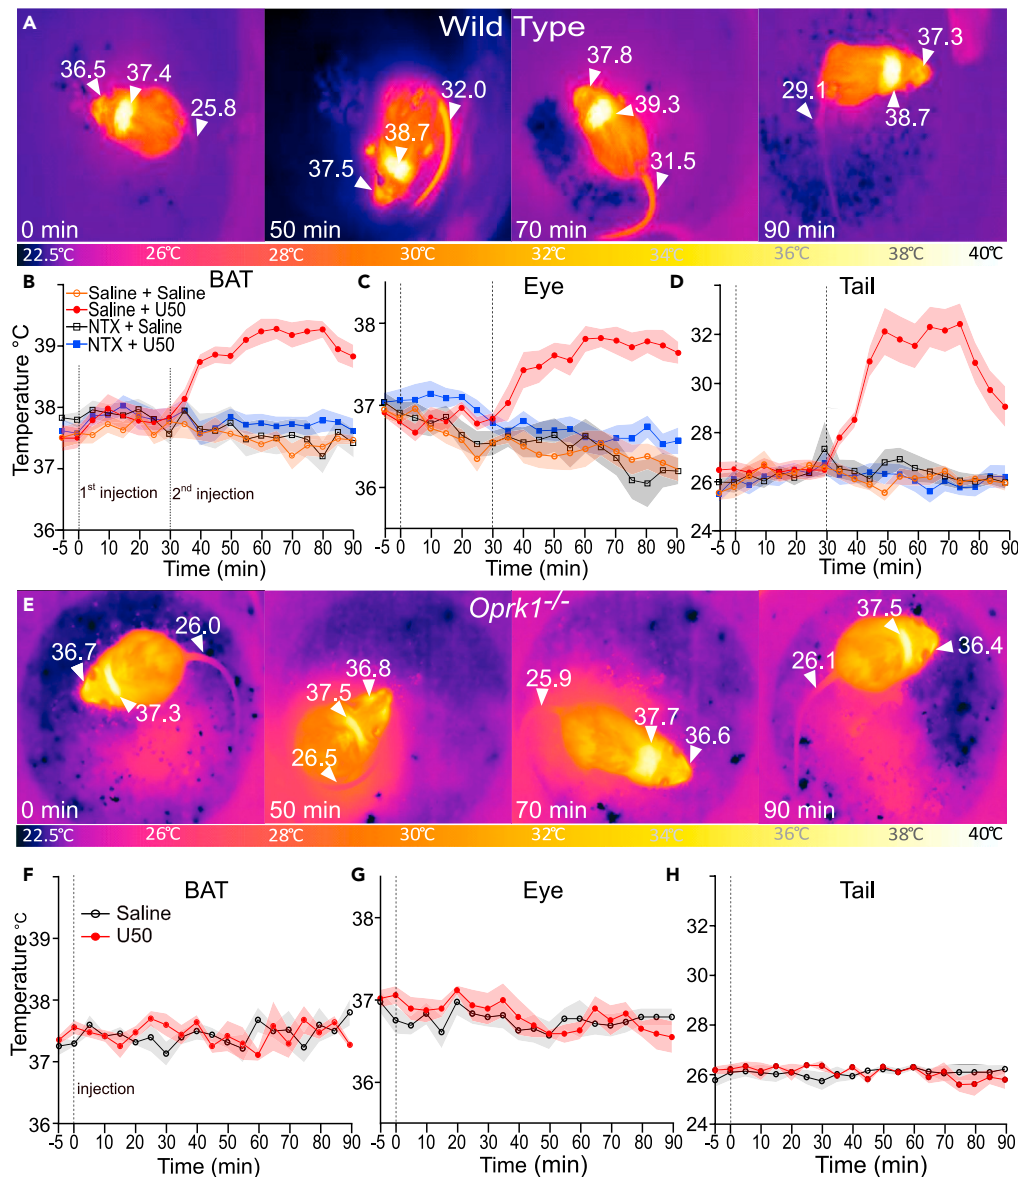 A Wild Type
36.5 37.4 25.8
0 min
37.5 38.7 32.0
50 min
37.8 39.3 31.5
70 min
29.1 38.7 37.3
90 min
22.5℃ 26℃ 28℃ 30℃ 32℃ 34℃ 36℃ 38℃ 40℃
B BAT
Saline + Saline
Saline + U50
NTX + Saline
NTX + U50
1st injection 2nd injection
Temperature °C
39
38
37
36
-5 0 10 20 30 40 50 60 70 80 90
Time (min)
C Eye
38
37
36
-5 0 10 20 30 40 50 60 70 80 90
Time (min)
D Tail
32
30
28
26
24
-5 0 10 20 30 40 50 60 70 80 90
Time (min)
E Oprk1-/-
36.7 37.3 26.0
0 min
36.8 37.5 26.5
50 min
25.9 37.7 36.6
70 min
37.5 36.4 26.1
90 min
22.5℃ 26℃ 28℃ 30℃ 32℃ 34℃ 36℃ 38℃ 40℃
F BAT
Saline
U50
injection
Temperature °C
39
38
37
36
-5 0 10 20 30 40 50 60 70 80 90
Time (min)
G Eye
38
37
36
-5 0 10 20 30 40 50 60 70 80 90
Time (min)
H Tail
32
30
28
26
24
-5 0 10 20 30 40 50 60 70 80 90
Time (min)